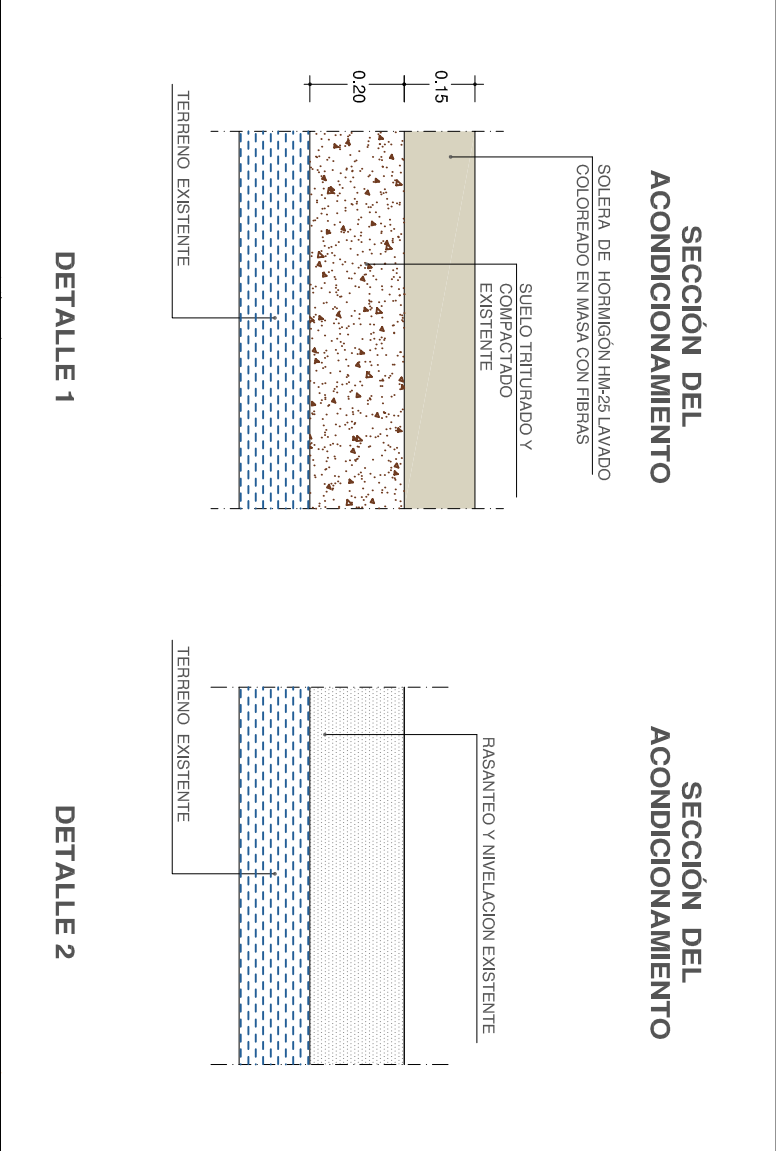 SECCIÓN DEL
ACONDICIONAMIENTO
SOLERA DE HORMIGÓN HM-25 LAVADO
COLOREADO EN MASA CON FIBRAS
SUELO TRITURADO Y
COMPACTADO
EXISTENTE
0.15
0.20
TERRENO EXISTENTE
DETALLE 1
SECCIÓN DEL
ACONDICIONAMIENTO
RASANTEO Y NIVELACION EXISTENTE
TERRENO EXISTENTE
DETALLE 2